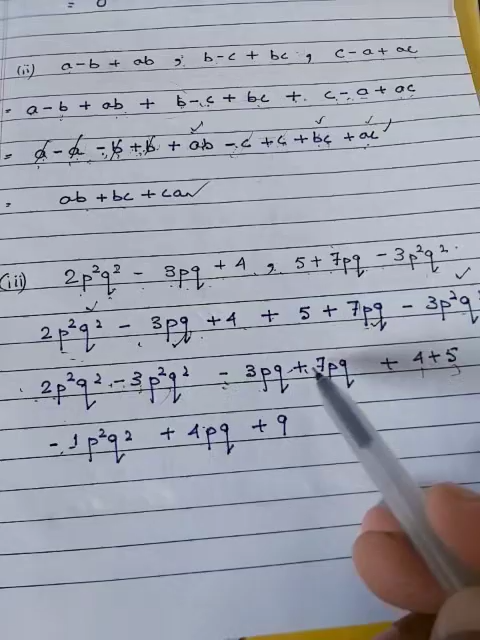 = 0
(ii) a-b + ab , b-c + bc , c-a + ac
= a-b + ab + b-c + bc + c-a + ac
= a - a - b + b + ab - c + c + bc + ac
= ab + bc + ca
(iii) 2p²q² - 3pq + 4 , 5 + 7pq - 3p²q².
2p²q² - 3pq + 4 + 5 + 7pq - 3p²q²
2p²q² - 3p²q² - 3pq + 7pq + 4+5
-1p²q² + 4pq + 9